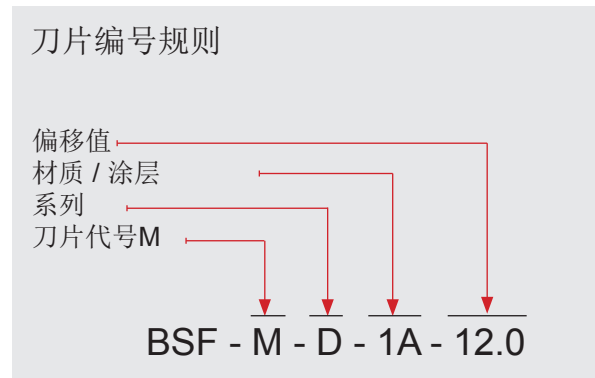 刀片编号规则
偏移值
材质 / 涂层
系列
刀片代号M
BSF - M - D - 1A - 12.0